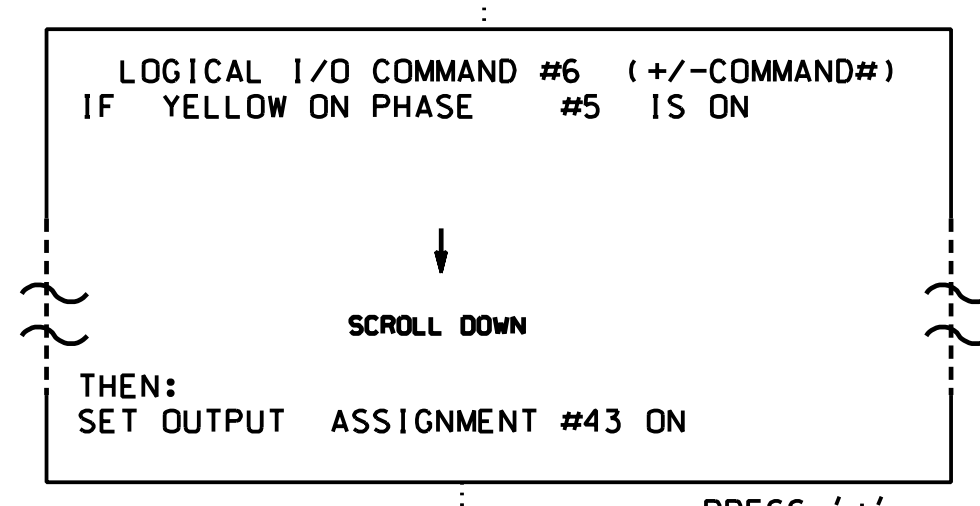 LOGICAL I/O COMMAND #6 (+/-COMMAND#)
IF YELLOW ON PHASE #5 IS ON
SCROLL DOWN
THEN:
SET OUTPUT ASSIGNMENT #43 ON
PRESS '+'